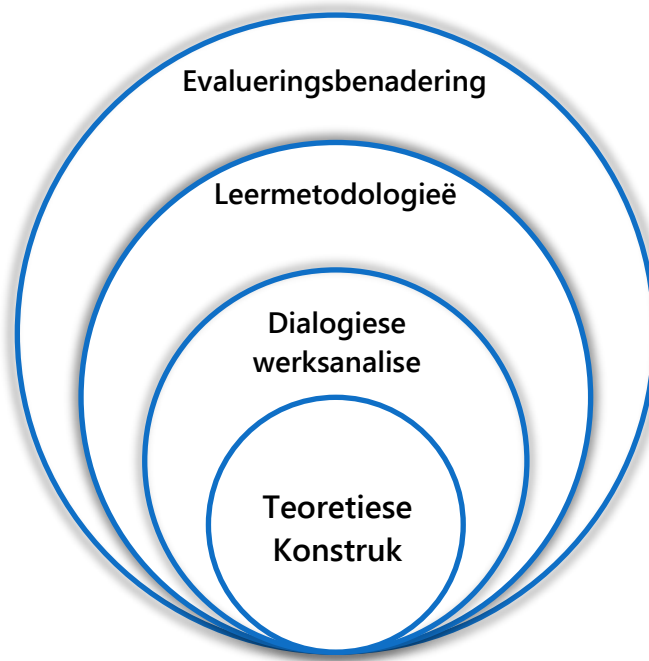 Evalueringsbenadering
Leermetodologieë
Dialogiese
werksanalise
Teoretiese
Konstruk